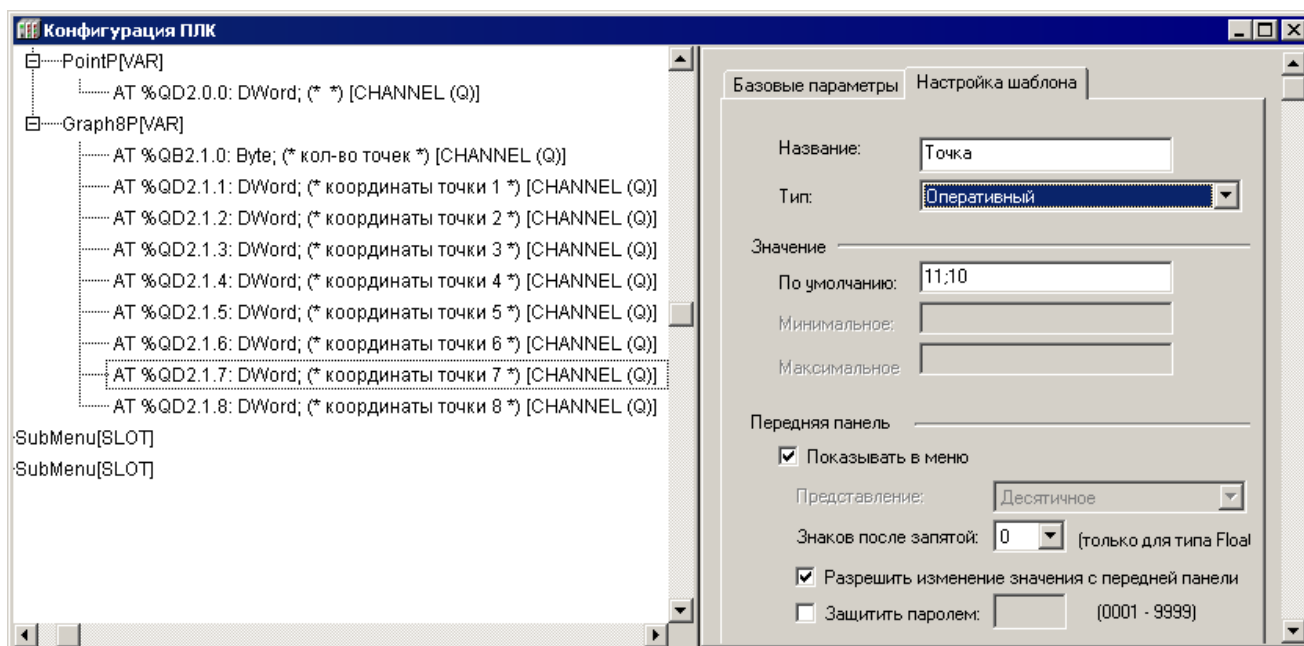 Конфигурация ПЛК
PointP[VAR]
AT %QD2.0.0: DWord; (* *) [CHANNEL (Q)]
Graph8P[VAR]
AT %QB2.1.0: Byte; (* кол-во точек *) [CHANNEL (Q)]
AT %QD2.1.1: DWord; (* координаты точки 1 *) [CHANNEL (Q)]
AT %QD2.1.2: DWord; (* координаты точки 2 *) [CHANNEL (Q)]
AT %QD2.1.3: DWord; (* координаты точки 3 *) [CHANNEL (Q)]
AT %QD2.1.4: DWord; (* координаты точки 4 *) [CHANNEL (Q)]
AT %QD2.1.5: DWord; (* координаты точки 5 *) [CHANNEL (Q)]
AT %QD2.1.6: DWord; (* координаты точки 6 *) [CHANNEL (Q)]
AT %QD2.1.7: DWord; (* координаты точки 7 *) [CHANNEL (Q)]
AT %QD2.1.8: DWord; (* координаты точки 8 *) [CHANNEL (Q)]
SubMenu[SLOT]
SubMenu[SLOT]
Базовые параметры Настройка шаблона
Название: Точка
Тип: Оперативный
Значение
По умолчанию: 11;10
Минимальное:
Максимальное
Передняя панель
Показывать в меню
Представление: Десятичное
Знаков после запятой: 0 (только для типа Float
Разрешить изменение значения с передней панели
Защитить паролем: (0001 - 9999)